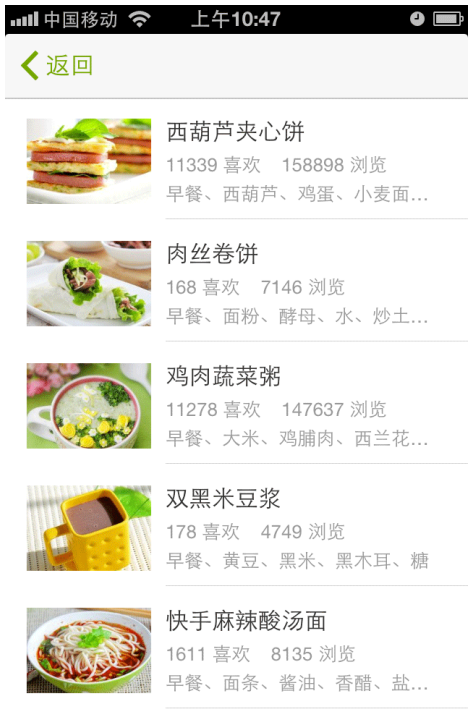 中国移动 上午10:47
返回
西葫芦夹心饼
11339 喜欢 158898 浏览
早餐、西葫芦、鸡蛋、小麦面...
肉丝卷饼
168 喜欢 7146 浏览
早餐、面粉、酵母、水、炒土...
鸡肉蔬菜粥
11278 喜欢 147637 浏览
早餐、大米、鸡脯肉、西兰花...
双黑米豆浆
178 喜欢 4749 浏览
早餐、黄豆、黑米、黑木耳、糖
快手麻辣酸汤面
1611 喜欢 8135 浏览
早餐、面条、酱油、香醋、盐...